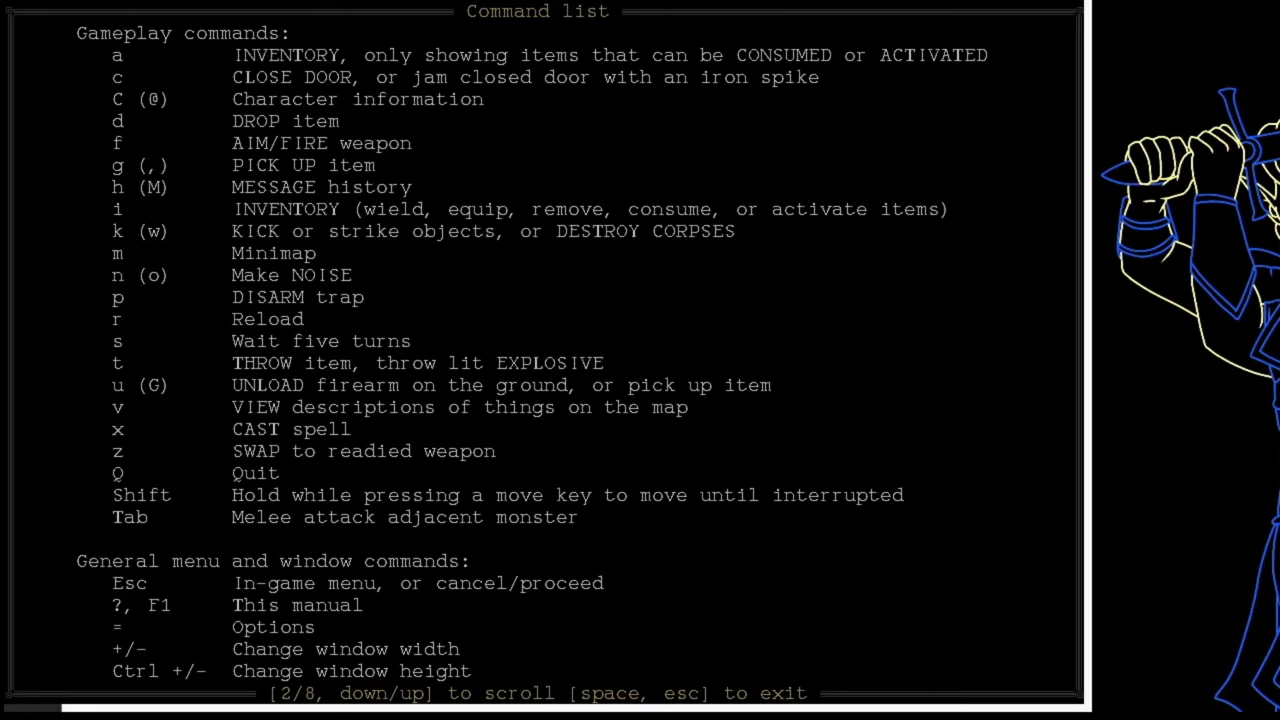 Command list
Gameplay commands:
a INVENTORY, only showing items that can be CONSUMED or ACTIVATED
c CLOSE DOOR, or jam closed door with an iron spike
C (@) Character information
d DROP item
f AIM/FIRE weapon
g (,) PICK UP item
h (M) MESSAGE history
i INVENTORY (wield, equip, remove, consume, or activate items)
k (w) KICK or strike objects, or DESTROY CORPSES
m Minimap
n (o) Make NOISE
p DISARM trap
r Reload
s Wait five turns
t THROW item, throw lit EXPLOSIVE
u (G) UNLOAD firearm on the ground, or pick up item
v VIEW descriptions of things on the map
x CAST spell
z SWAP to readied weapon
Q Quit
Shift Hold while pressing a move key to move until interrupted
Tab Melee attack adjacent monster
General menu and window commands:
Esc In-game menu, or cancel/proceed
?, F1 This manual
= Options
+/- Change window width
Ctrl +/- Change window height
[2/8, down/up] to scroll [space, esc] to exit